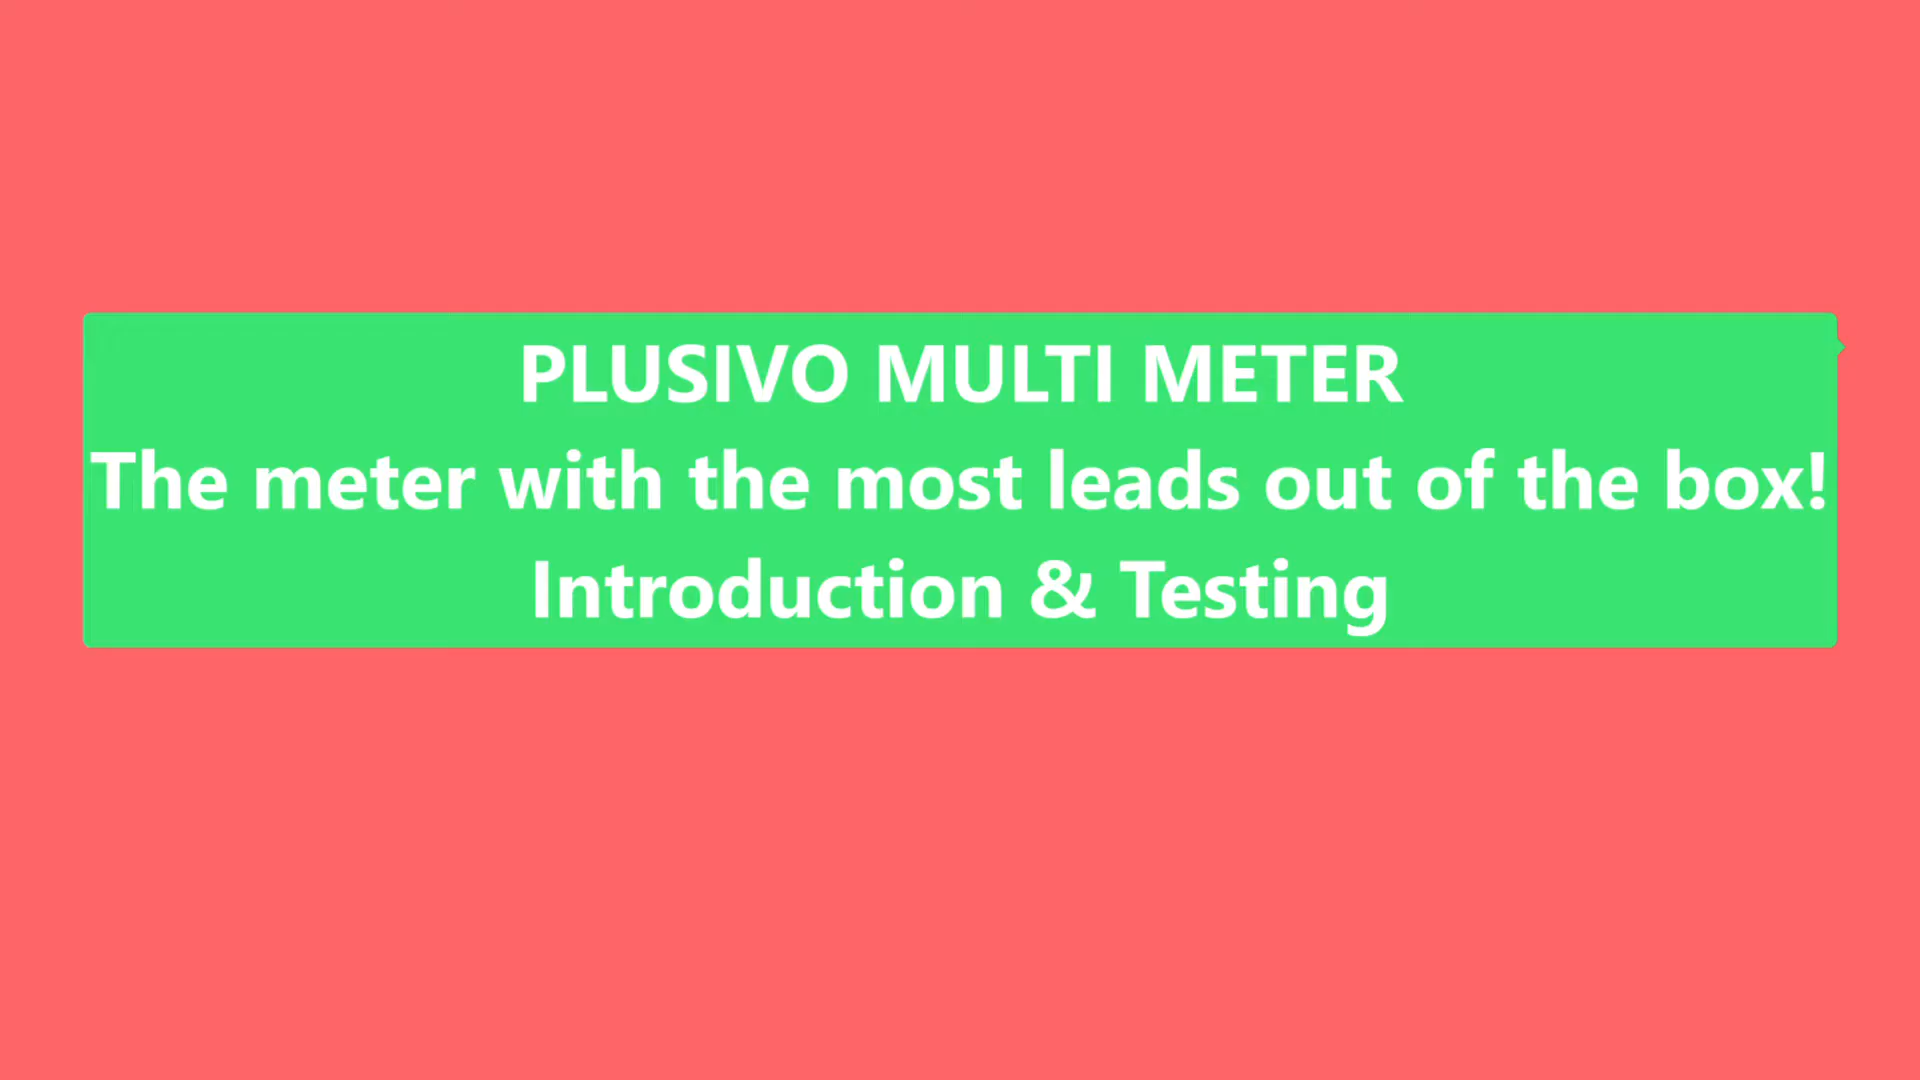 PLUSIVO MULTI METER
The meter with the most leads out of the box!
Introduction & Testing